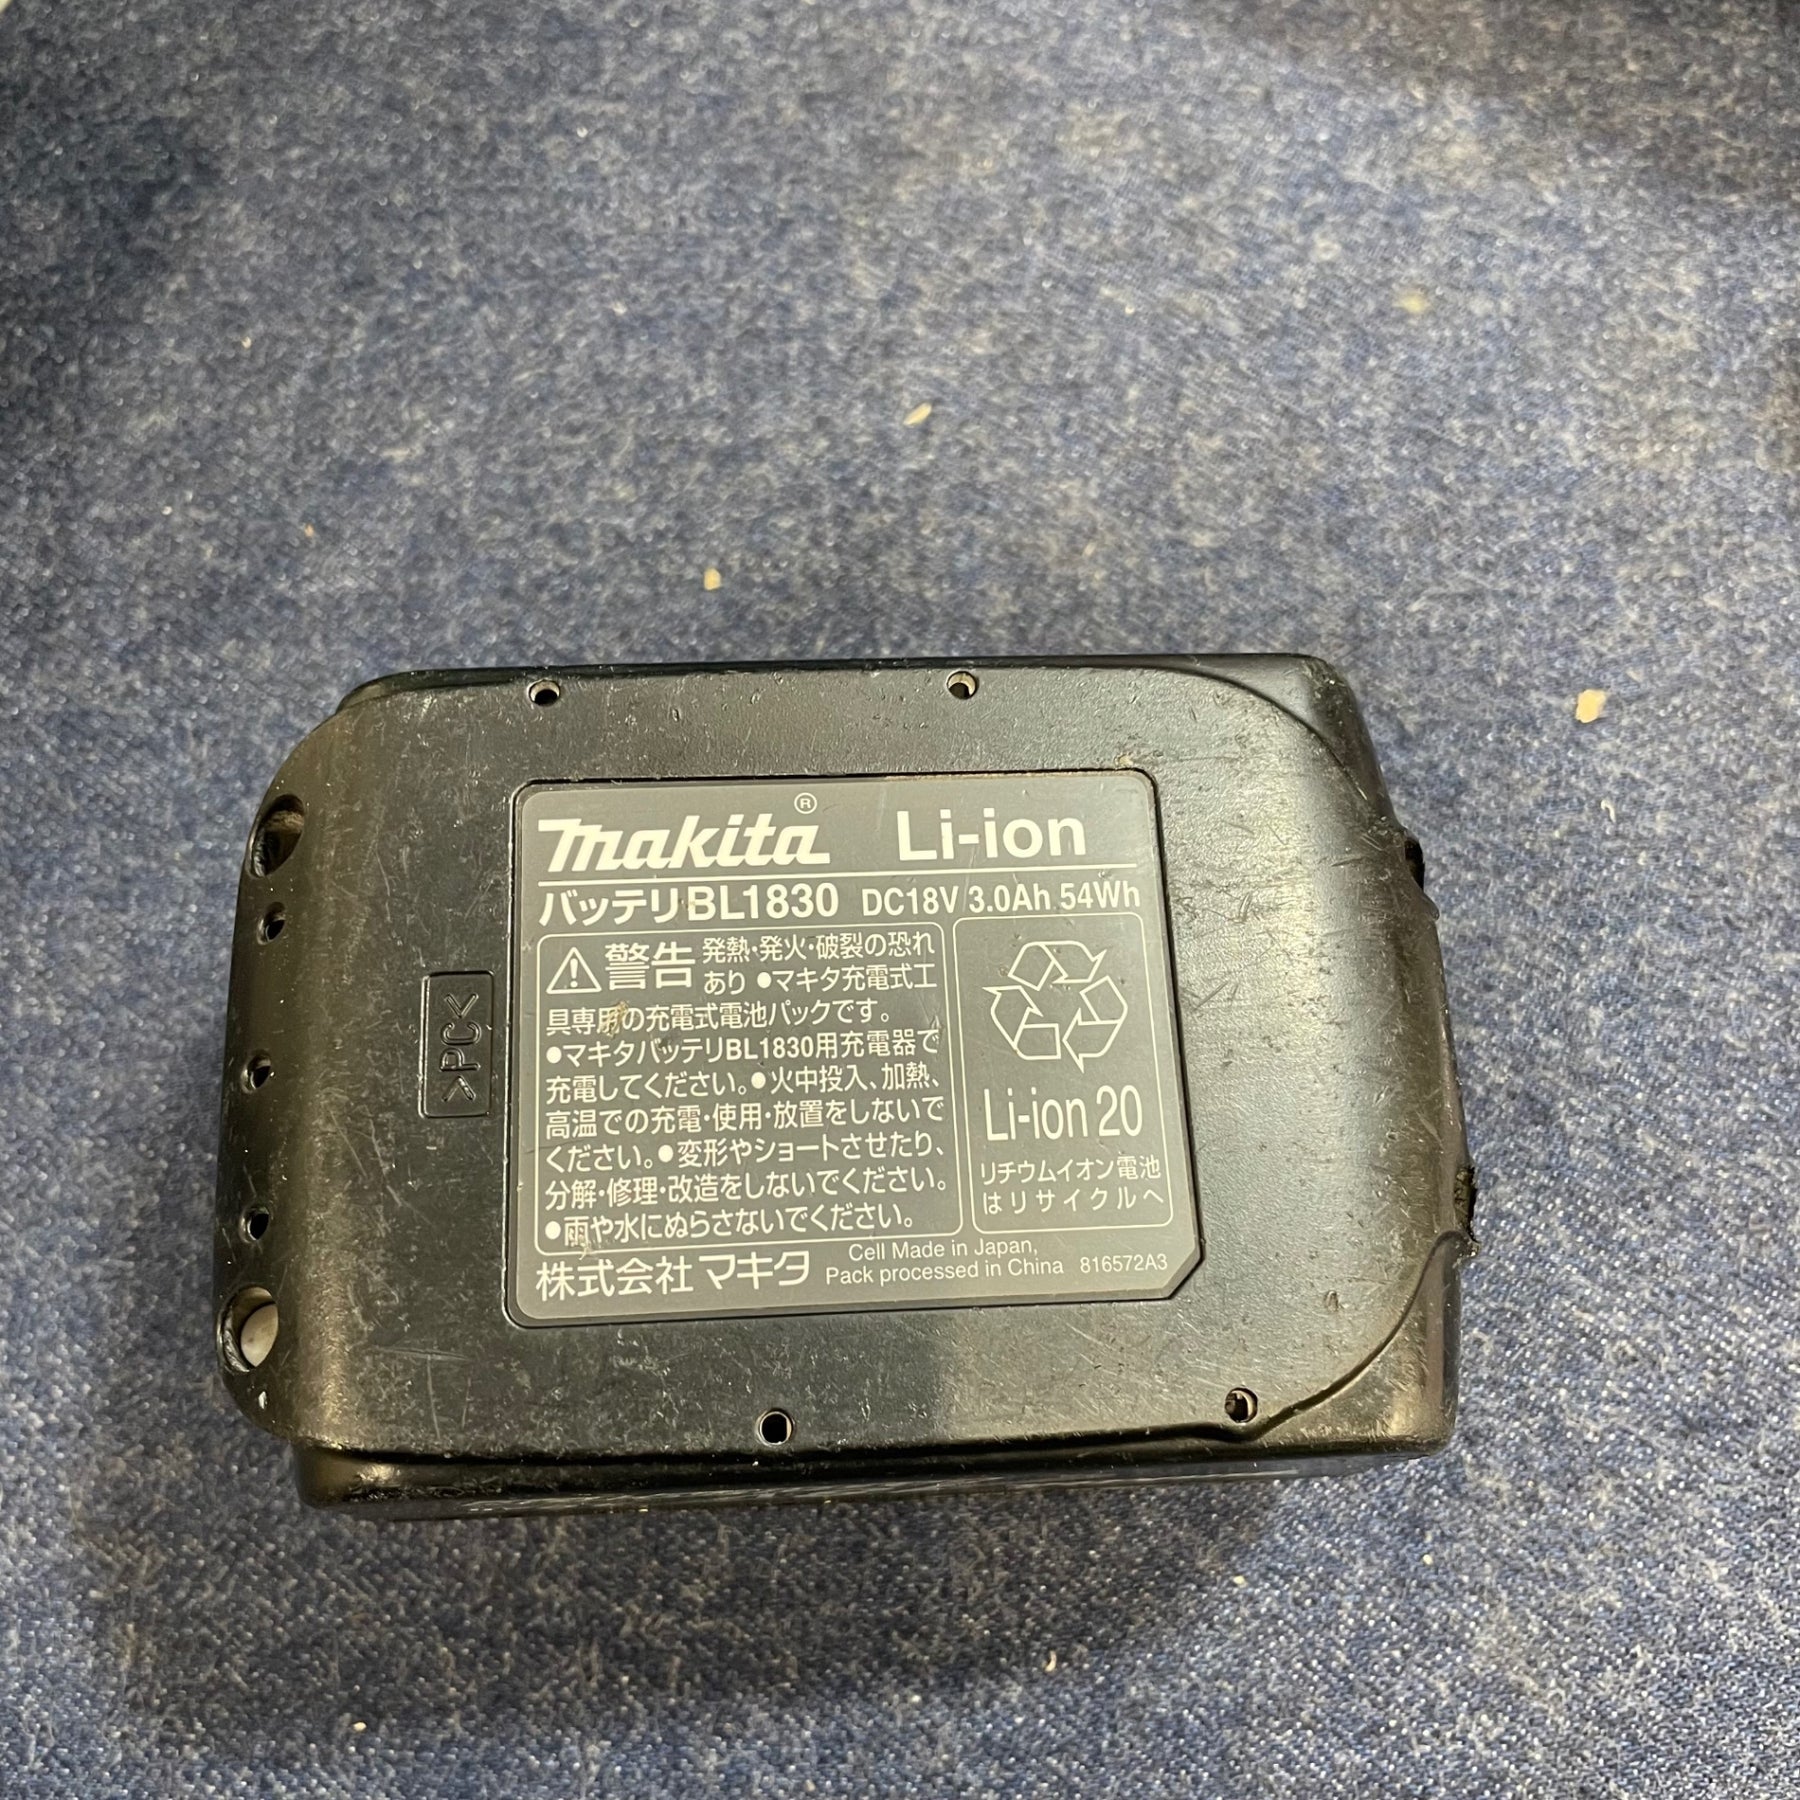 makita® Li-ion
バッテリBL1830 DC18V 3.0Ah 54Wh
警告 発熱・発火・破裂の恐れ
あり ●マキタ充電式工
具専用の充電式電池パックです。
●マキタバッテリBL1830用充電器で
充電してください。●火中投入、加熱、
高温での充電・使用・放置をしないで
ください。●変形やショートさせたり、
分解・修理・改造をしないでください。
●雨や水にぬらさないでください。
Li-ion 20
リチウムイオン電池
はリサイクルへ
株式会社マキタ
Cell Made in Japan,
Pack processed in China 816572A3
>PC<